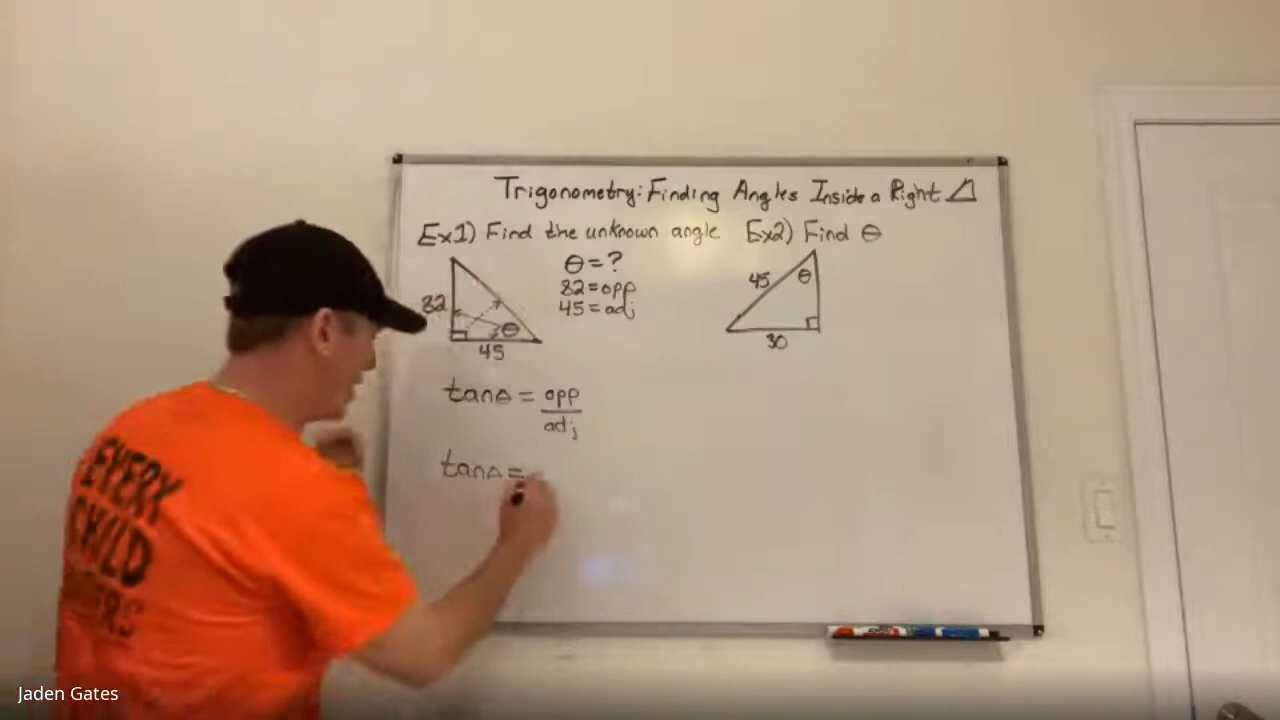 Trigonometry: Finding Angles Inside a Right
Ex1) Find the unknown angle
θ = ?
82 = opp
45 = adj
82
θ
45
tanθ = opp
adj
tanθ =
Ex2) Find θ
45
θ
30
EVERY
CHILD
Jaden Gates